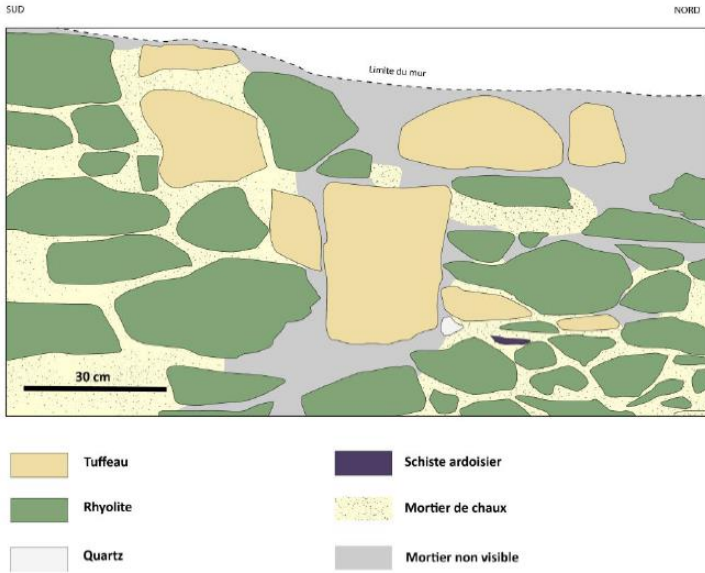 SUD
NORD
Limite du mur
30 cm
Tuffeau
Schiste ardoisier
Rhyolite
Mortier de chaux
Quartz
Mortier non visible